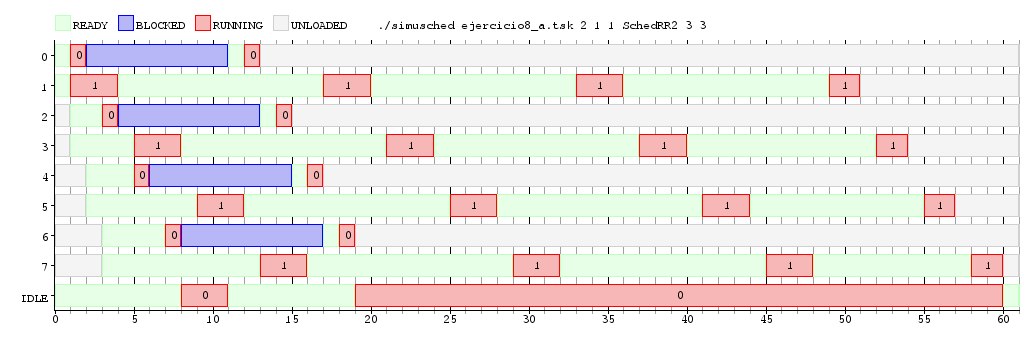 READY BLOCKED RUNNING UNLOADED ./simusched ejercicio8_a.tsk 2 1 1 SchedRR2 3 3
0 0 0
1 1 1 1 1
2 0 0
3 1 1 1 1
4 0 0
5 1 1 1 1
6 0 0
7 1 1 1 1
IDLE 0 0
0 5 10 15 20 25 30 35 40 45 50 55 60